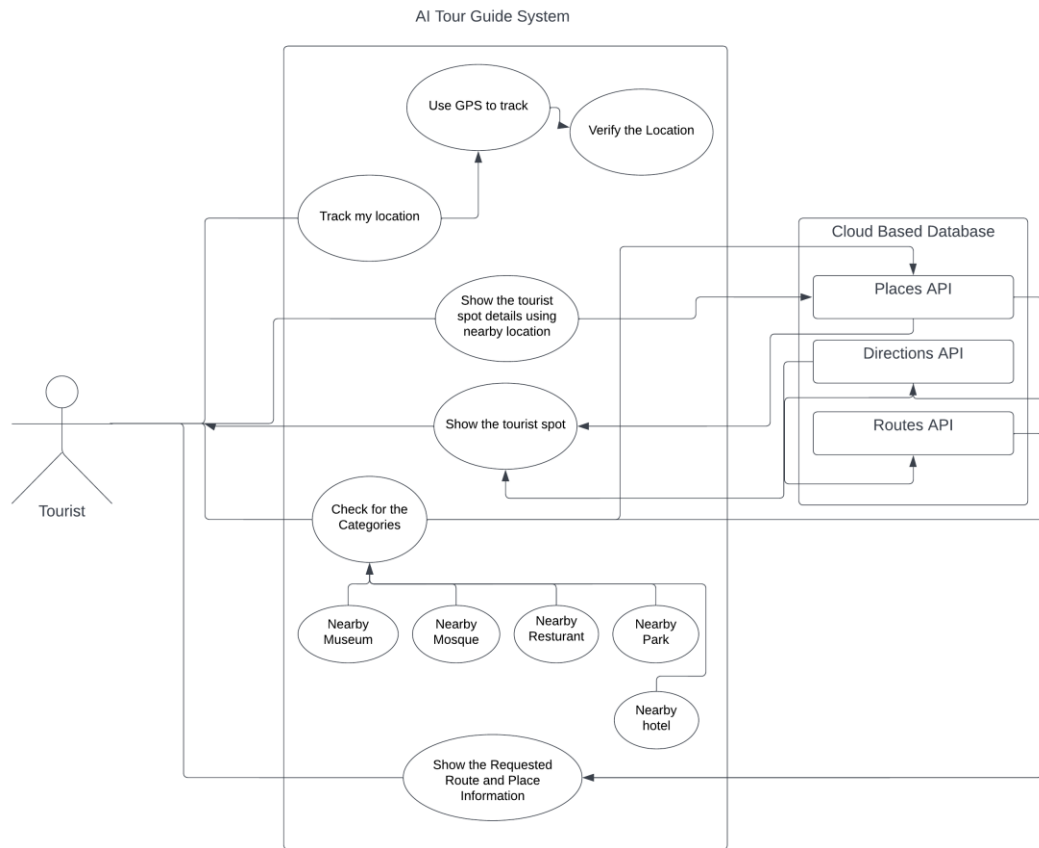 AI Tour Guide System
Use GPS to track
Verify the Location
Track my location
Cloud Based Database
Places API
Show the tourist
spot details using
nearby location
Directions API
Show the tourist spot
Routes API
Tourist
Check for the
Categories
Nearby
Museum
Nearby
Mosque
Nearby
Resturant
Nearby
Park
Nearby
hotel
Show the Requested
Route and Place
Information